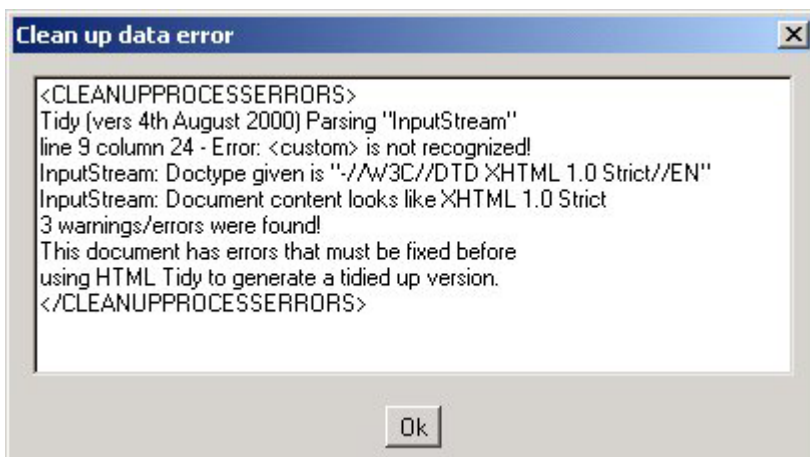 Clean up data error
<CLEANUPPROCESSERRORS>
Tidy (vers 4th August 2000) Parsing "InputStream"
line 9 column 24 - Error: <custom> is not recognized!
InputStream: Doctype given is "-//W3C//DTD XHTML 1.0 Strict//EN"
InputStream: Document content looks like XHTML 1.0 Strict
3 warnings/errors were found!
This document has errors that must be fixed before
using HTML Tidy to generate a tidied up version.
</CLEANUPPROCESSERRORS>
Ok